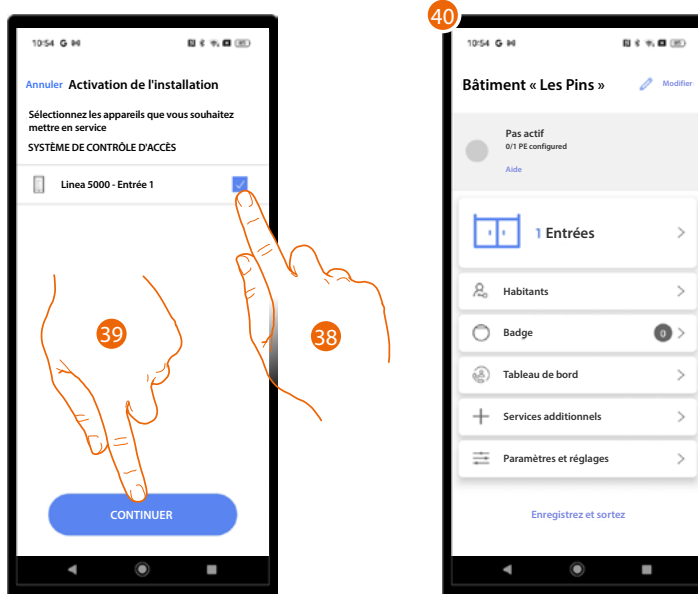 10:54 G M
Annuler Activation de l'installation
Sélectionnez les appareils que vous souhaitez
mettre en service
SYSTÈME DE CONTRÔLE D'ACCÈS
Linea 5000 - Entrée 1
39
38
CONTINUER
40
10:54 G M
Bâtiment « Les Pins » Modifier
Pas actif
0/1 PE configured
Aide
1 Entrées
Habitants
Badge 0
Tableau de bord
Services additionnels
Paramètres et réglages
Enregistrez et sortez